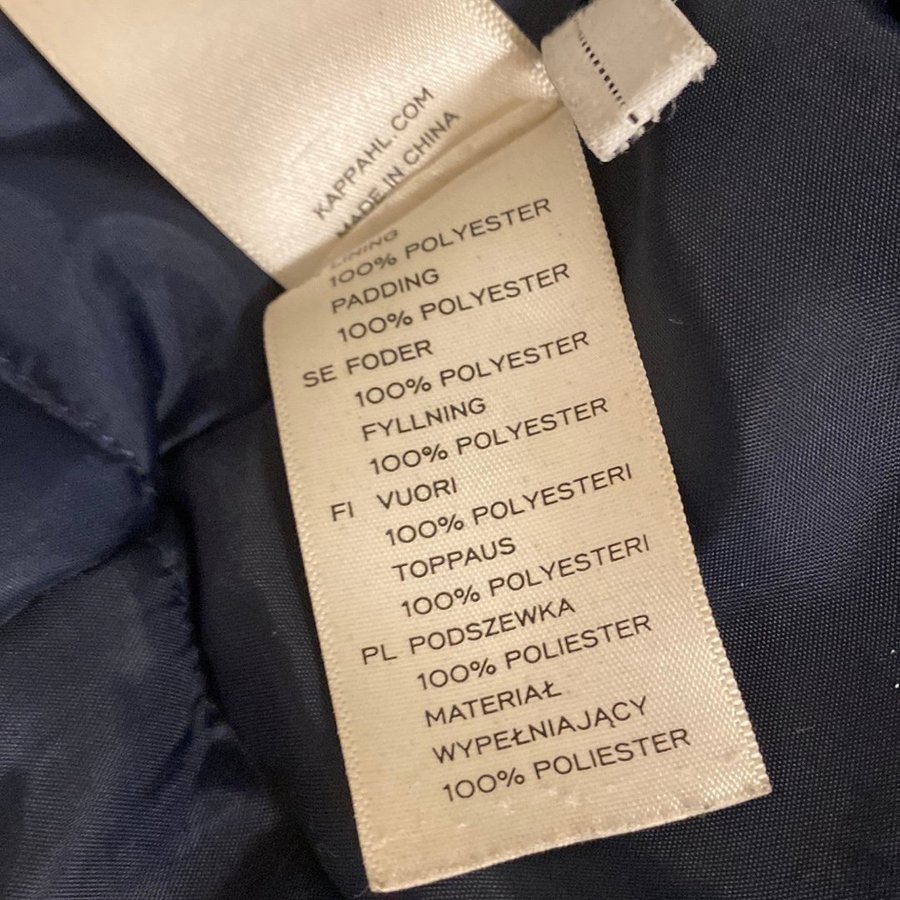 KAPPAHL.COM
MADE IN CHINA
LINING
100% POLYESTER
PADDING
100% POLYESTER
SE FODER
100% POLYESTER
FYLLNING
100% POLYESTER
FI VUORI
100% POLYESTERI
TOPPAUS
100% POLYESTERI
PL PODSZEWKA
100% POLIESTER
MATERIAŁ
WYPEŁNIAJĄCY
100% POLIESTER